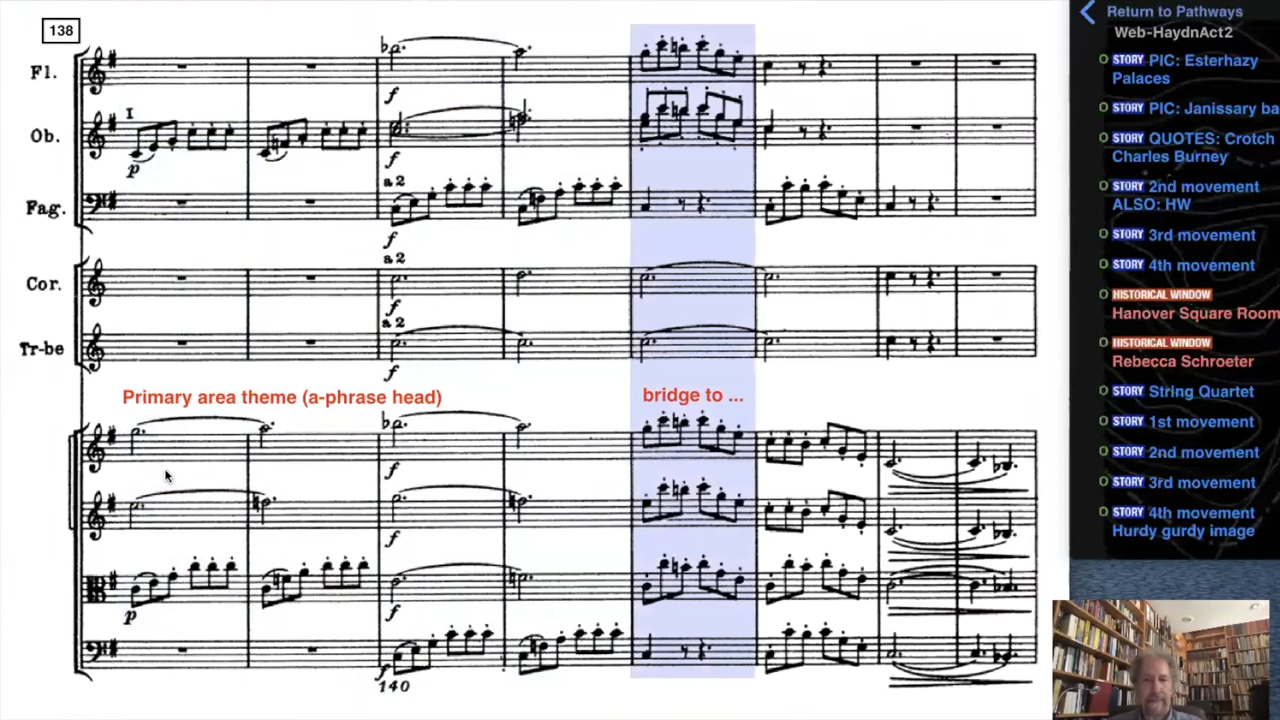 138
Fl.
f
I
Ob.
p
f
a 2
Fag.
f
a 2
Cor.
f
a 2
Tr-be
f
Primary area theme (a-phrase head)
bridge to ...
f
f
p
f
f
140
Return to Pathways
Web-HaydnAct2
STORY PIC: Esterhazy
Palaces
STORY PIC: Janissary ba
STORY QUOTES: Crotch
Charles Burney
STORY 2nd movement
ALSO: HW
STORY 3rd movement
STORY 4th movement
HISTORICAL WINDOW
Hanover Square Room
HISTORICAL WINDOW
Rebecca Schroeter
STORY String Quartet
STORY 1st movement
STORY 2nd movement
STORY 3rd movement
STORY 4th movement
Hurdy gurdy image